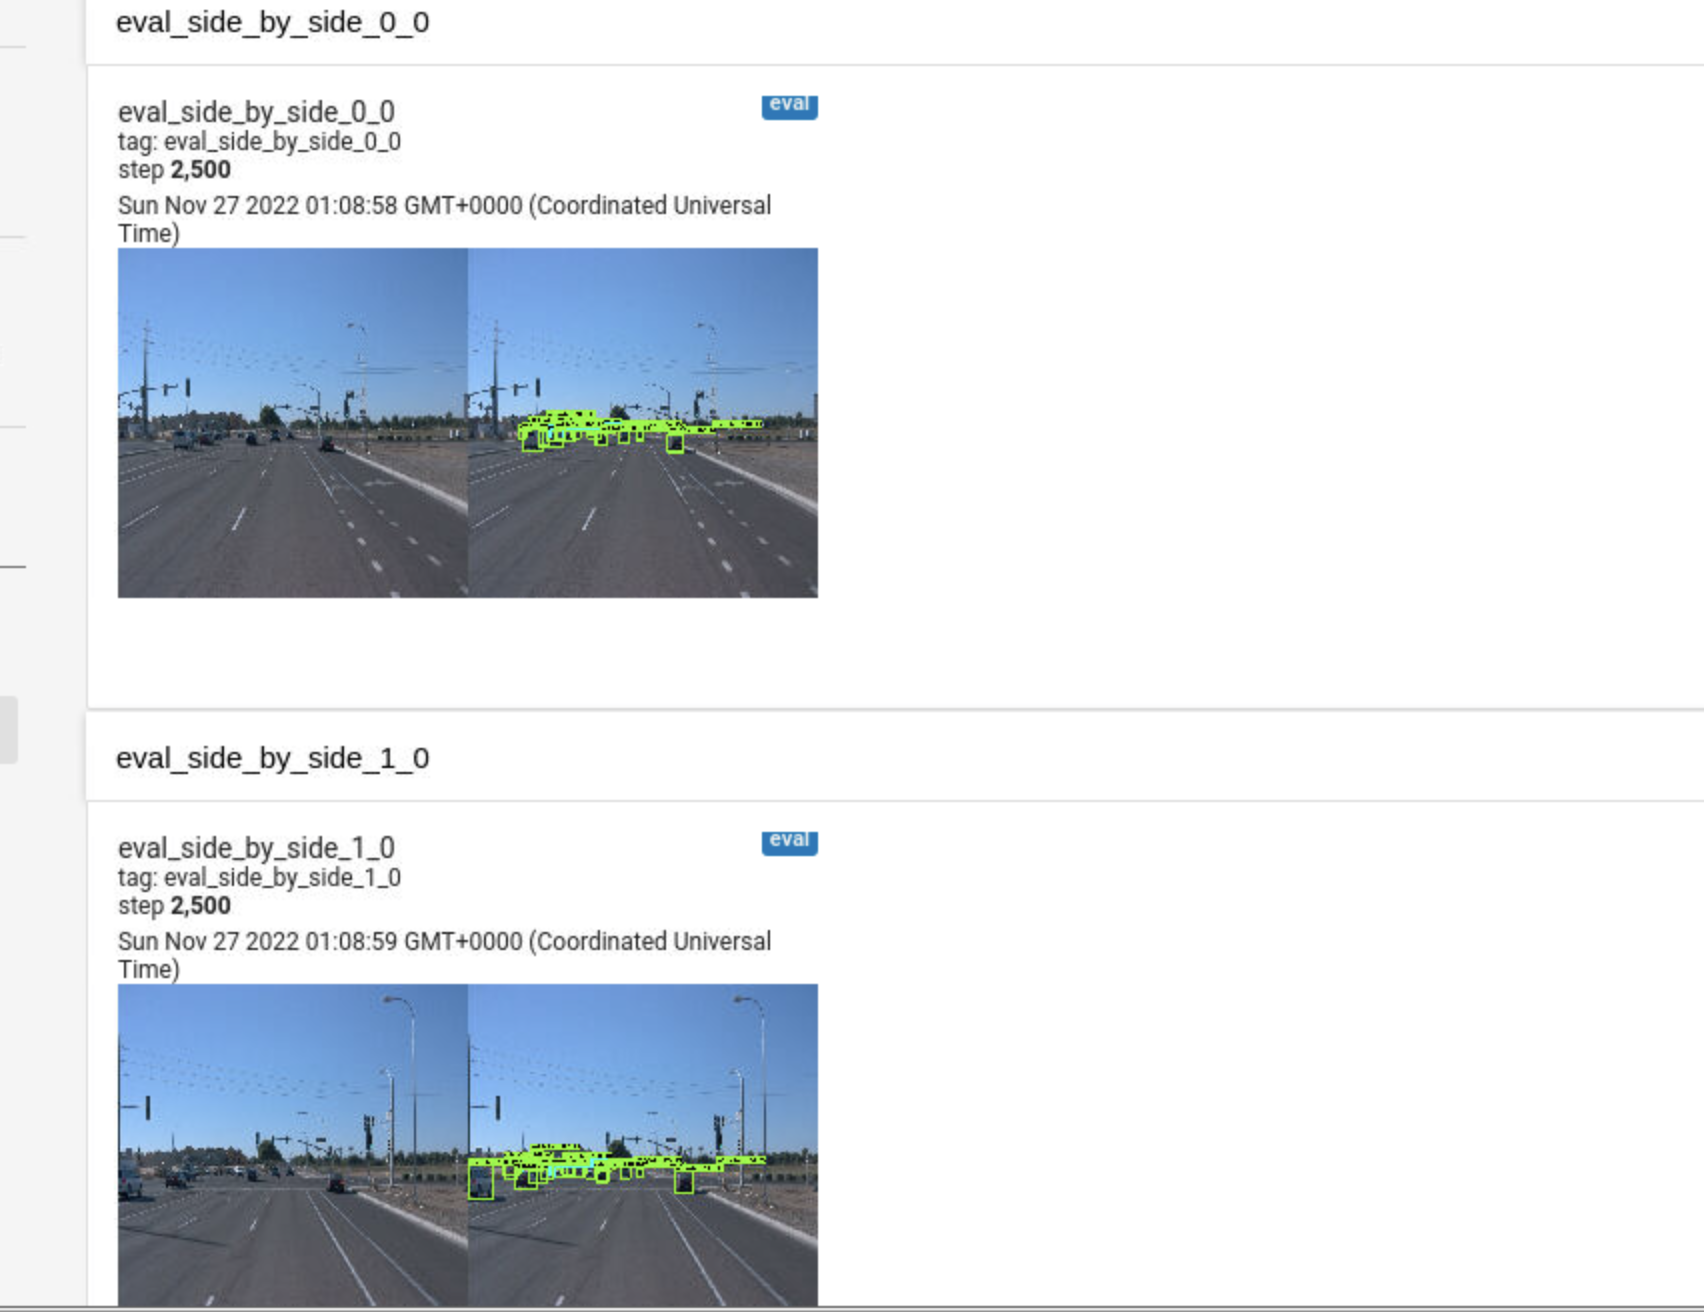 eval_side_by_side_0_0
eval_side_by_side_0_0
eval
tag: eval_side_by_side_0_0
step 2,500
Sun Nov 27 2022 01:08:58 GMT+0000 (Coordinated Universal
Time)
eval_side_by_side_1_0
eval_side_by_side_1_0
eval
tag: eval_side_by_side_1_0
step 2,500
Sun Nov 27 2022 01:08:59 GMT+0000 (Coordinated Universal
Time)